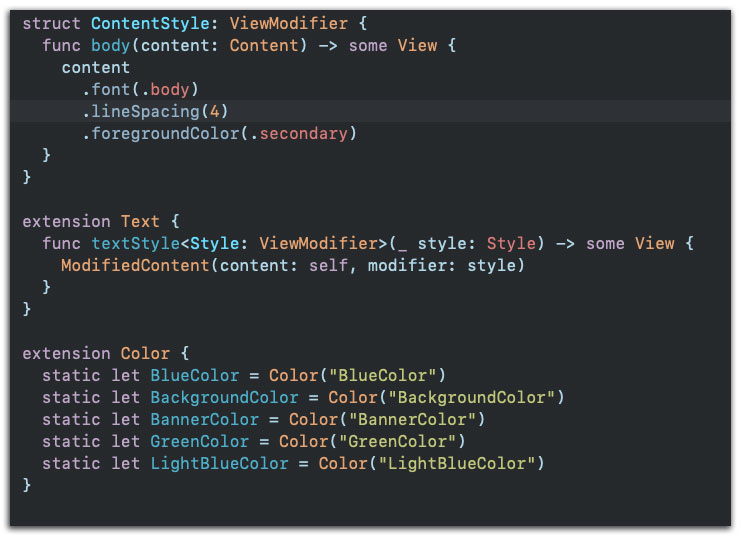 struct ContentStyle: ViewModifier {
  func body(content: Content) -> some View {
    content
      .font(.body)
      .lineSpacing(4)
      .foregroundColor(.secondary)
  }
}

extension Text {
  func textStyle<Style: ViewModifier>(_ style: Style) -> some View {
    ModifiedContent(content: self, modifier: style)
  }
}

extension Color {
  static let BlueColor = Color("BlueColor")
  static let BackgroundColor = Color("BackgroundColor")
  static let BannerColor = Color("BannerColor")
  static let GreenColor = Color("GreenColor")
  static let LightBlueColor = Color("LightBlueColor")
}